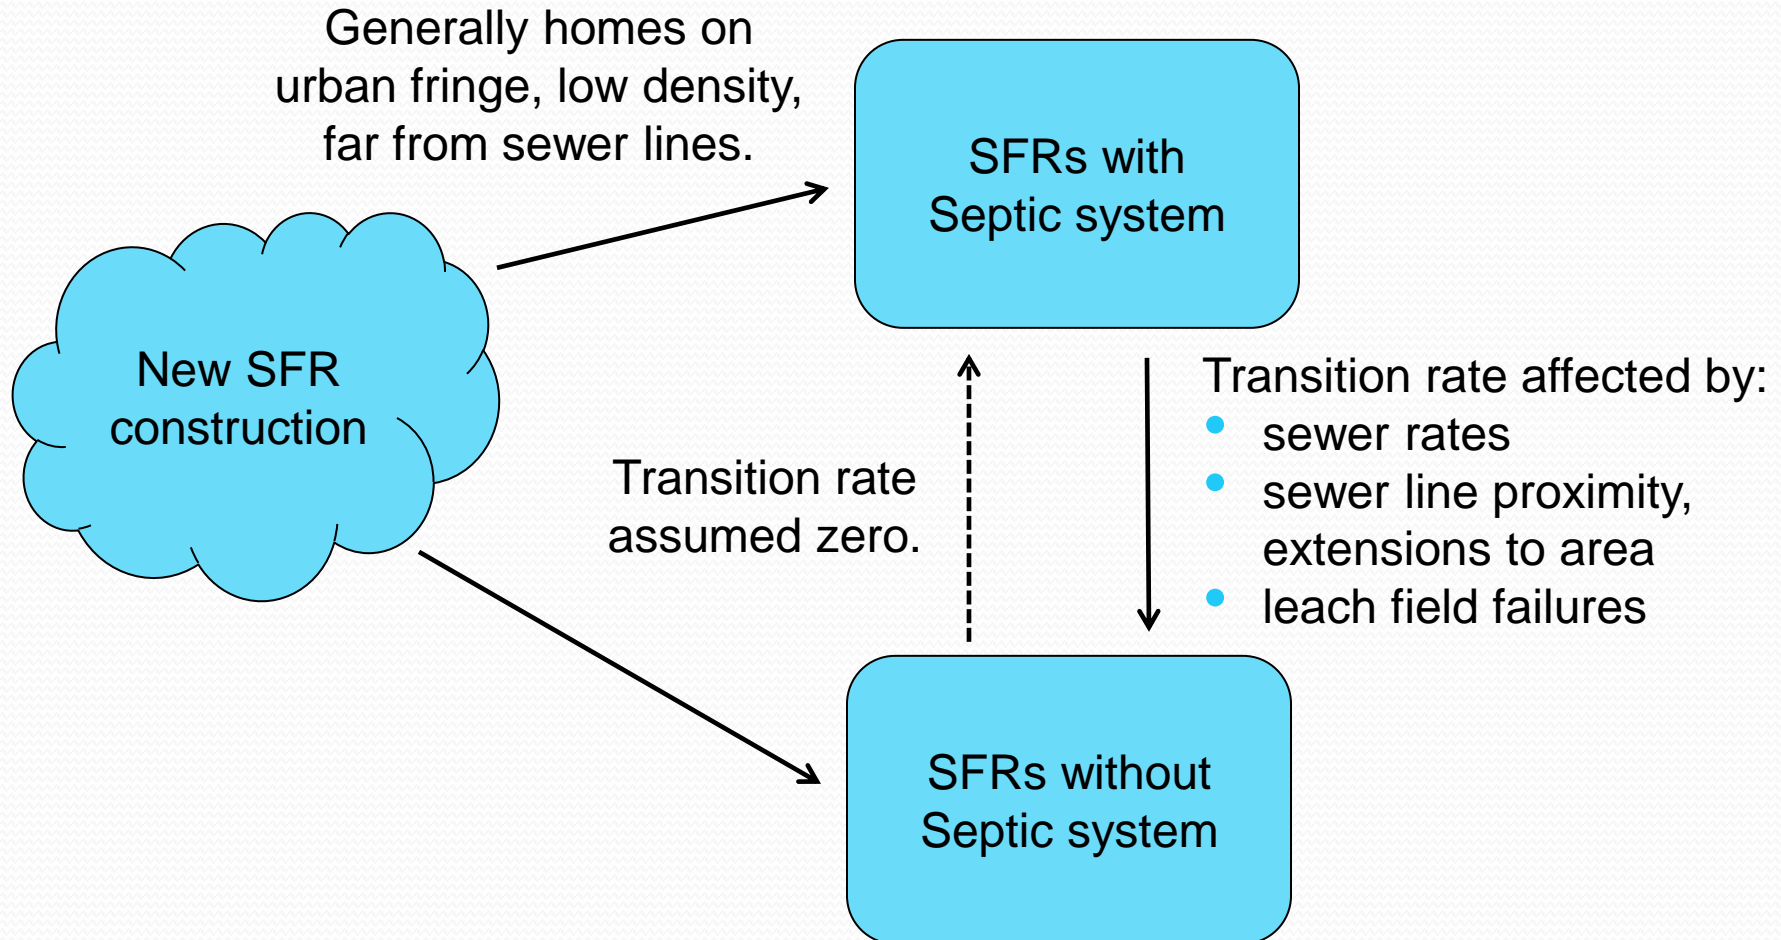 Generally homes on
urban fringe, low density,
far from sewer lines.
SFRs with
Septic system
New SFR
construction
Transition rate
assumed zero.
Transition rate affected by:
• sewer rates
• sewer line proximity,
extensions to area
• leach field failures
SFRs without
Septic system